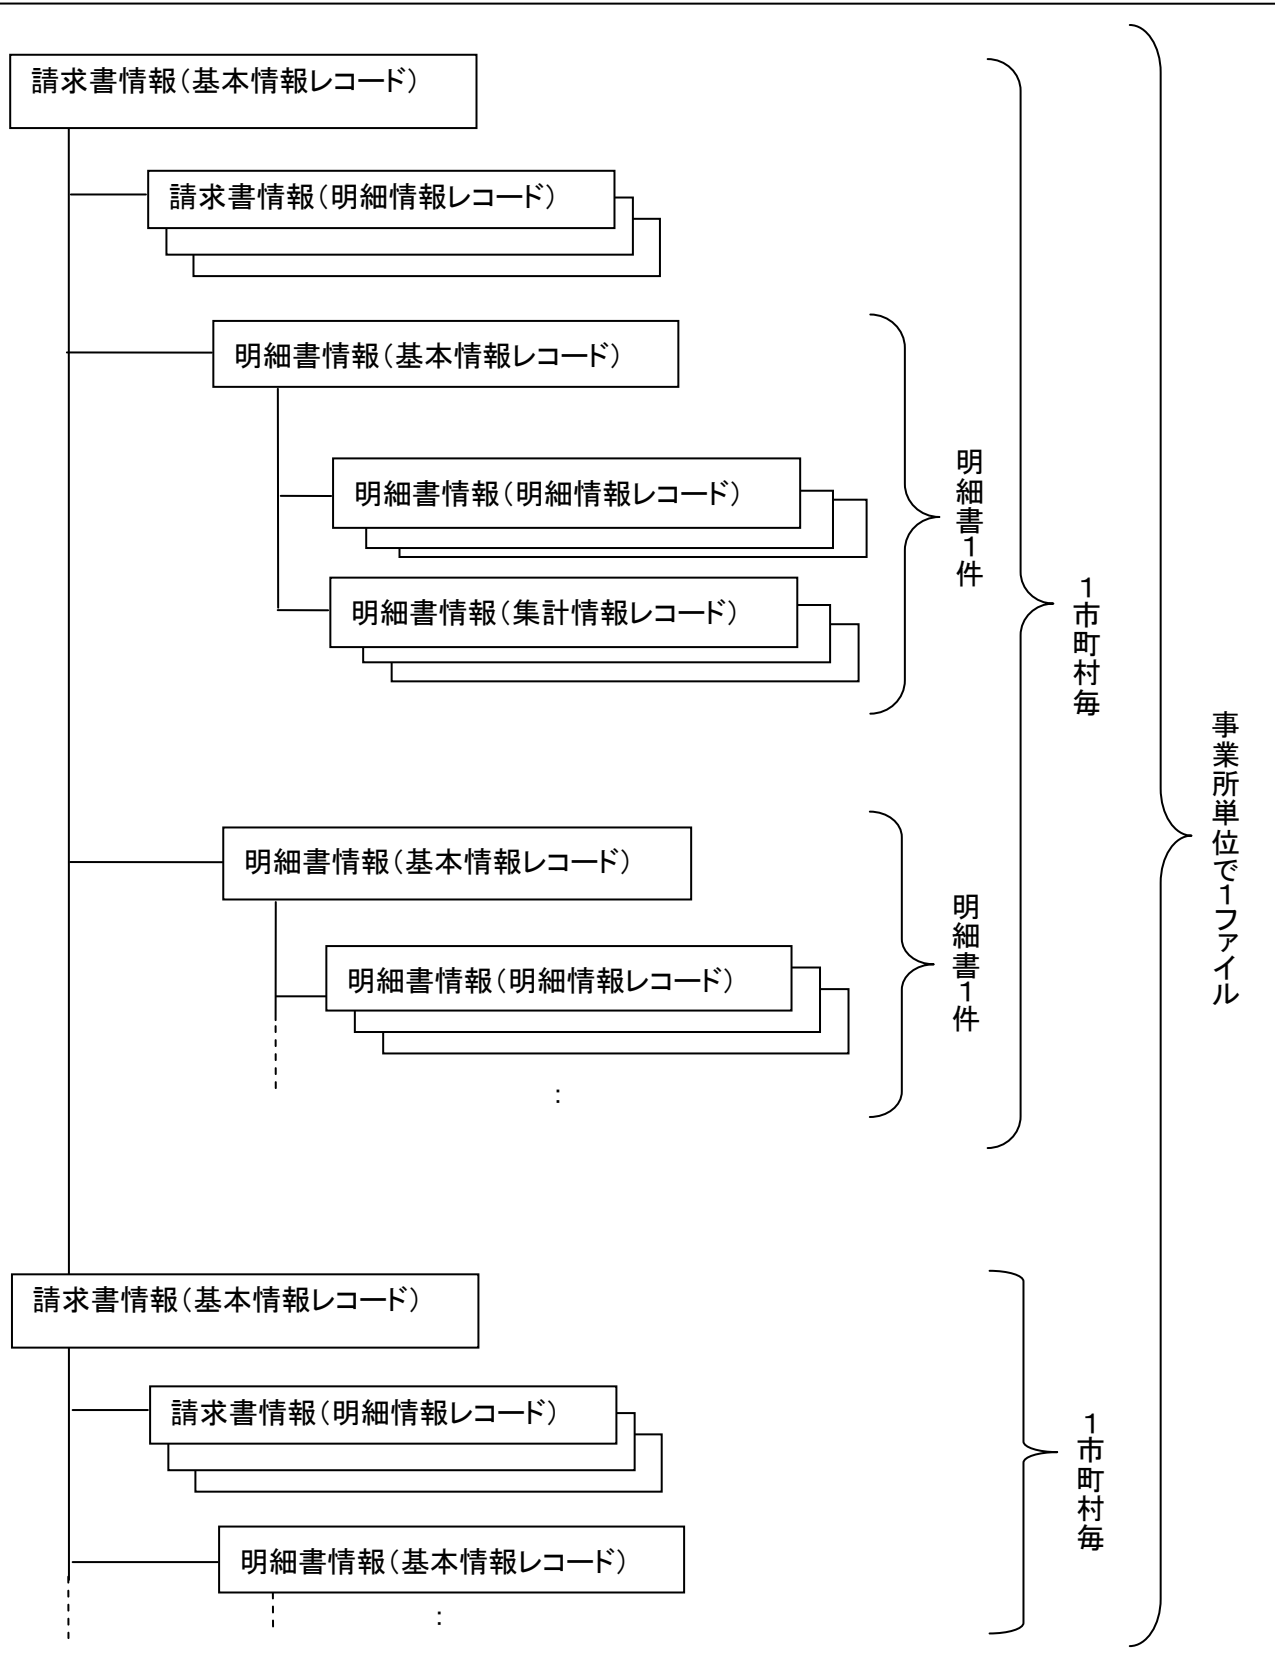 請求書情報（基本情報レコード）
請求書情報（明細情報レコード）
明細書情報（基本情報レコード）
明細書情報（明細情報レコード）
明細書情報（集計情報レコード）
明細書1件
明細書情報（基本情報レコード）
明細書情報（明細情報レコード）
：
明細書1件
1市町村毎
請求書情報（基本情報レコード）
請求書情報（明細情報レコード）
明細書情報（基本情報レコード）
：
1市町村毎
事業所単位で1ファイル